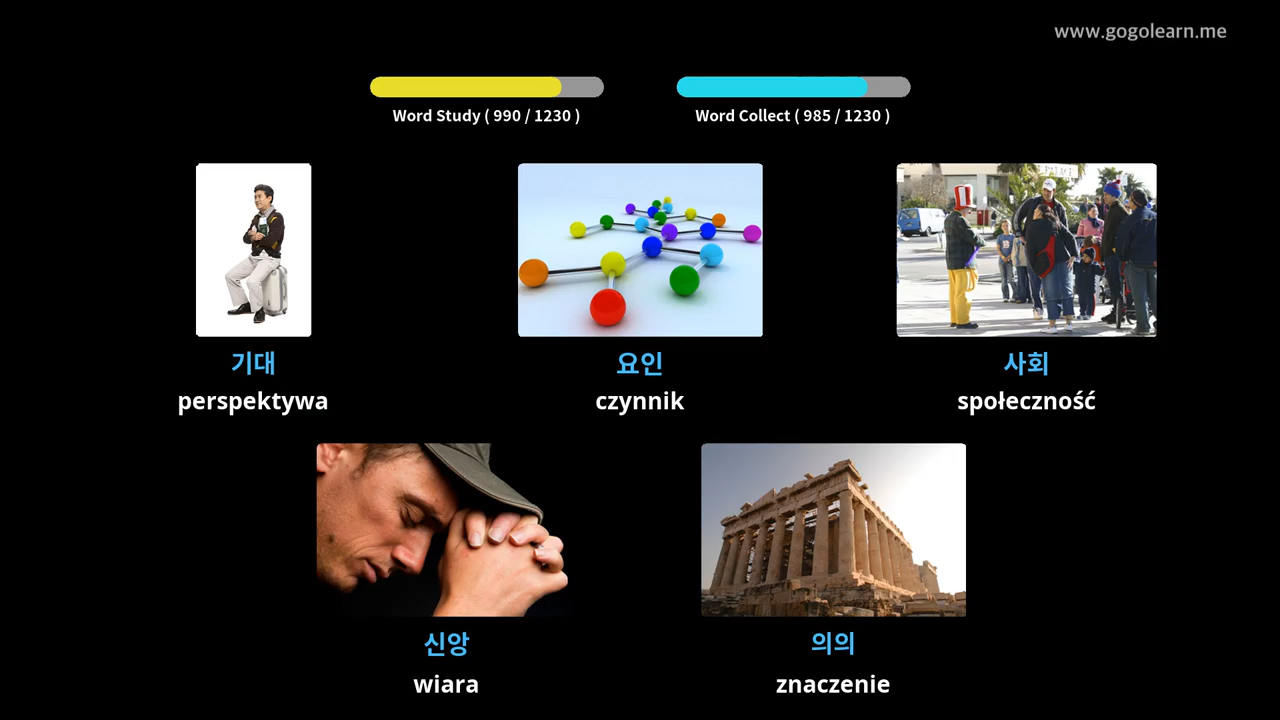 www.gogolearn.me
Word Study ( 990 / 1230 )
Word Collect ( 985 / 1230 )
기대
perspektywa
요인
czynnik
사회
społeczność
신앙
wiara
의의
znaczenie